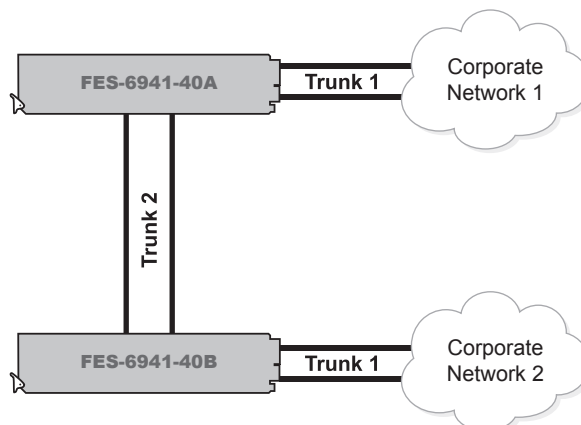 FES-6941-40A
Trunk 1
Corporate
Network 1
Trunk 2
FES-6941-40B
Trunk 1
Corporate
Network 2